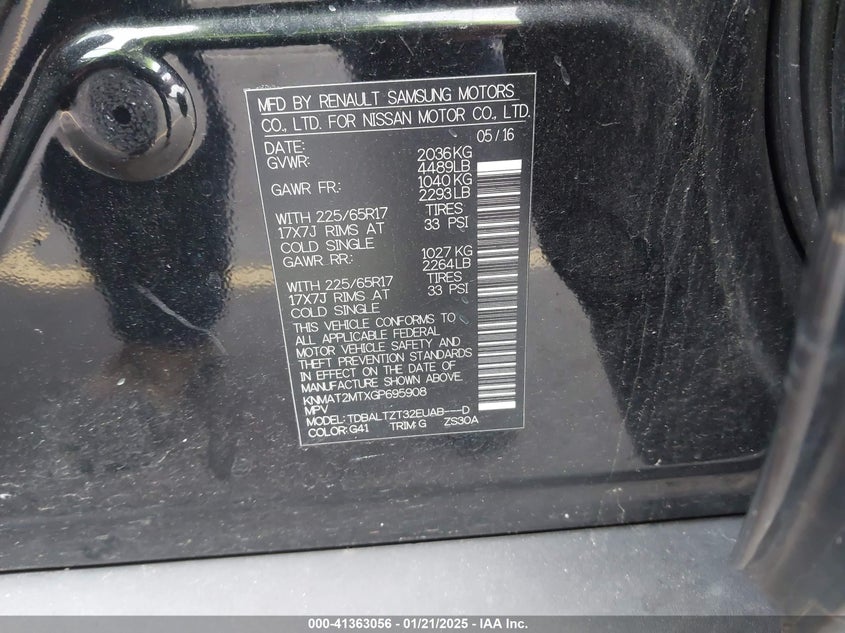 MFD BY RENAULT SAMSUNG MOTORS
CO., LTD. FOR NISSAN MOTOR CO., LTD.
DATE: 05/16
GVWR: 2036KG
4489LB
GAWR FR.: 1040KG
2293LB
WITH 225/65R17 TIRES
17X7J RIMS AT 33 PSI
COLD SINGLE
GAWR RR.: 1027KG
2264LB
WITH 225/65R17 TIRES
17X7J RIMS AT 33 PSI
COLD SINGLE
THIS VEHICLE CONFORMS TO
ALL APPLICABLE FEDERAL
MOTOR VEHICLE SAFETY AND
THEFT PREVENTION STANDARDS
IN EFFECT ON THE DATE OF
MANUFACTURE SHOWN ABOVE.
KNMAT2MTXGP695908
MPV
MODEL: TDBALTZT32EUAB----D
COLOR:G41 TRIM:G ZS30A
000-41363056 / 01/21/2025 - IAA Inc.